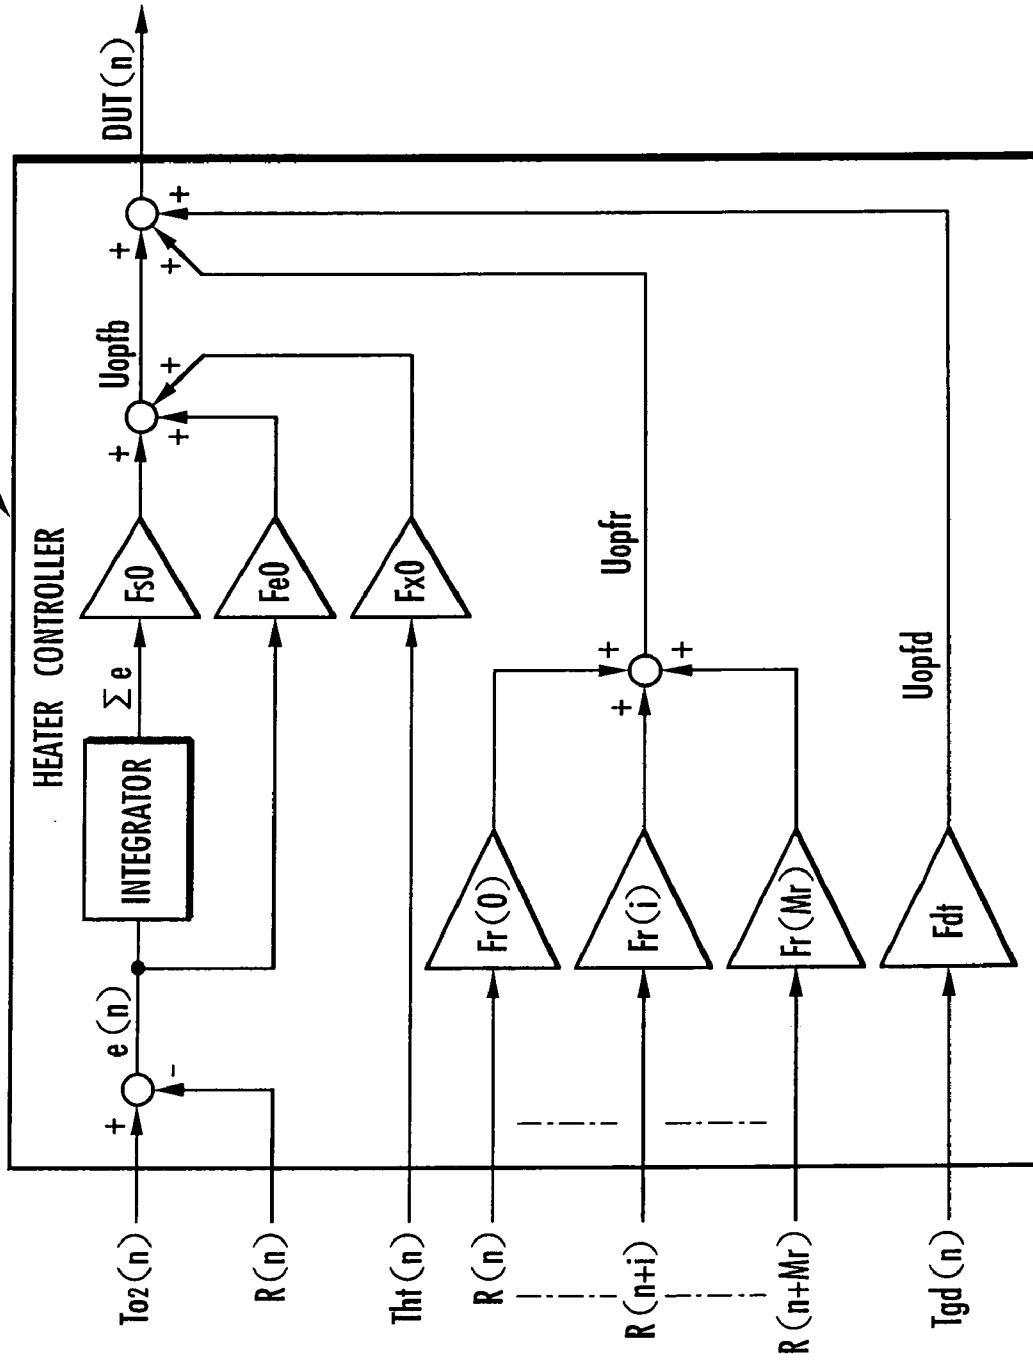 HEATER CONTROLLER
To2(n)
+
-
e(n)
INTEGRATOR
Σe
Fs0
+
+
+
Uopfb
+
+
+
DUT(n)
R(n)
Fe0
Tht(n)
Fx0
R(n)
Fr(0)
R(n+i)
Fr(i)
+
+
+
Uopfr
R(n+Mr)
Fr(Mr)
Tgd(n)
Fdt
Uopfd